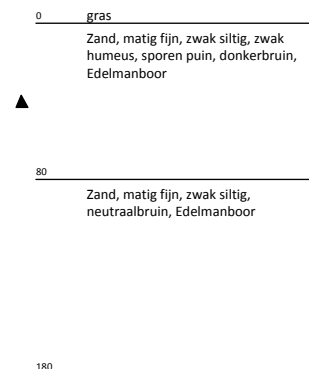 0 gras
Zand, matig fijn, zwak siltig, zwak
humeus, sporen puin, donkerbruin,
Edelmanboor
80
Zand, matig fijn, zwak siltig,
neutraalbruin, Edelmanboor
180